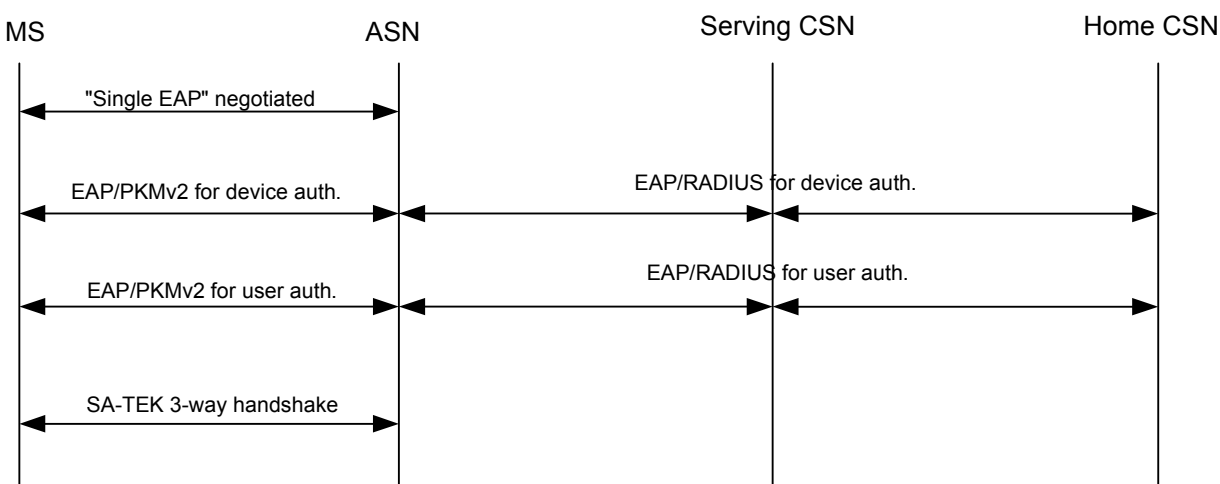 MS
ASN
Serving CSN
Home CSN
"Single EAP" negotiated
EAP/PKMv2 for device auth.
EAP/RADIUS for device auth.
EAP/PKMv2 for user auth.
EAP/RADIUS for user auth.
SA-TEK 3-way handshake